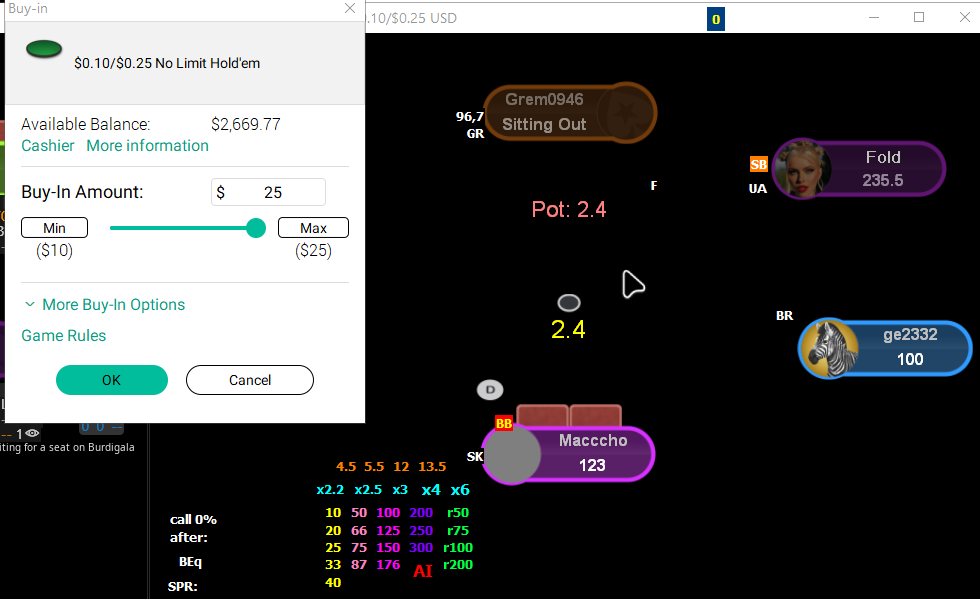 Buy-in
0.10/$0.25 USD
0
$0.10/$0.25 No Limit Hold'em
Available Balance: $2,669.77
Cashier More information
Buy-In Amount: $ 25
Min Max
($10) ($25)
More Buy-In Options
Game Rules
OK Cancel
Grem0946
96,7
Sitting Out
GR
SB
Fold
UA
235.5
F
Pot: 2.4
2.4
BR
ge2332
100
D
BB
Macccho
SK
123
1
0 0 --
iting for a seat on Burdigala
4.5 5.5 12 13.5
x2.2 x2.5 x3 x4 x6
10 50 100 200 r50
call 0%
20 66 125 250 r75
after:
25 75 150 300 r100
BEq
33 87 176 AI r200
SPR:
40